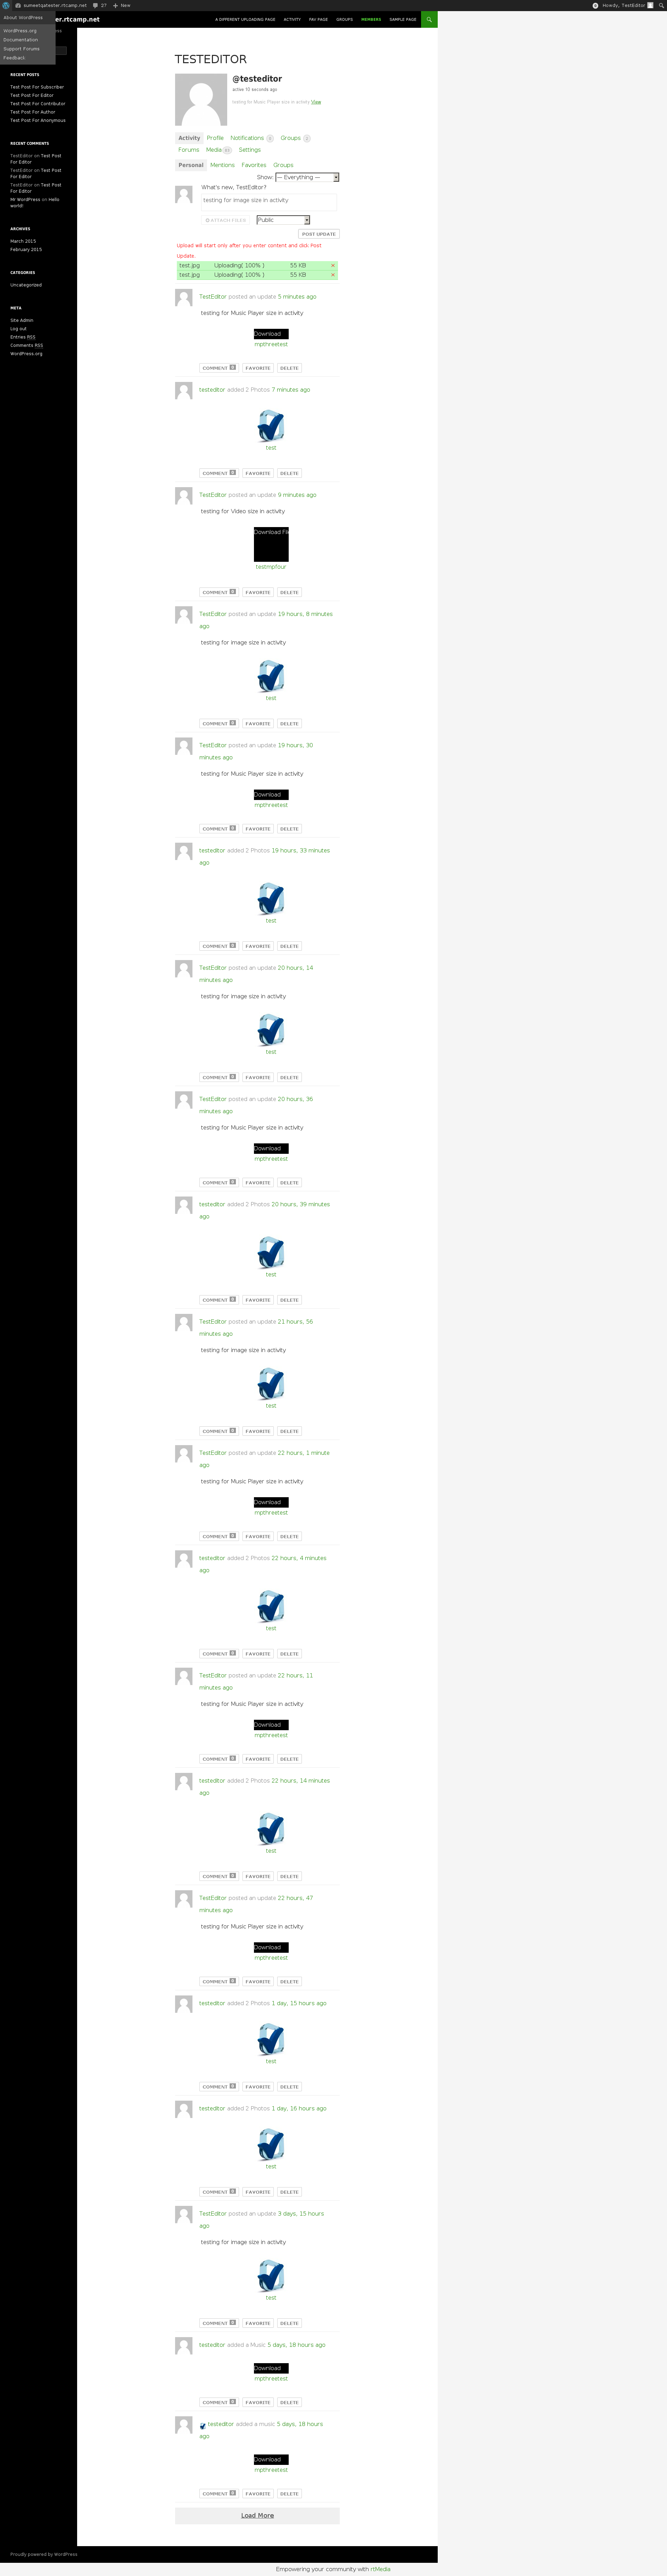 sumeetqatester.rtcamp.net
27
New
0
Howdy, TestEditor
About WordPress
WordPress.org
Documentation
Support Forums
Feedback
er.rtcamp.net
A DIFFERENT UPLOADING PAGE
ACTIVITY
FAV PAGE
GROUPS
MEMBERS
SAMPLE PAGE
RECENT POSTS
Test Post For Subscriber
Test Post For Editor
Test Post For Contributor
Test Post For Author
Test Post For Anonymous
RECENT COMMENTS
TestEditor on Test Post
For Editor
TestEditor on Test Post
For Editor
TestEditor on Test Post
For Editor
Mr WordPress on Hello
world!
ARCHIVES
March 2015
February 2015
CATEGORIES
Uncategorized
META
Site Admin
Log out
Entries RSS
Comments RSS
WordPress.org
TESTEDITOR
@testeditor
active 10 seconds ago
testing for Music Player size in activity View
Activity
Profile
Notifications
Groups
Forums
Media
Settings
Personal
Mentions
Favorites
Groups
Show: — Everything —
What's new, TestEditor?
testing for image size in activity
ATTACH FILES
Public
POST UPDATE
Upload will start only after you enter content and click Post
Update.
test.jpg Uploading( 100% ) 55 KB ×
test.jpg Uploading( 100% ) 55 KB ×
TestEditor posted an update 5 minutes ago
testing for Music Player size in activity
Download
mpthreetest
COMMENT 0 FAVORITE DELETE
testeditor added 2 Photos 7 minutes ago
test
COMMENT 0 FAVORITE DELETE
TestEditor posted an update 9 minutes ago
testing for Video size in activity
Download File
testmpfour
COMMENT 0 FAVORITE DELETE
TestEditor posted an update 19 hours, 8 minutes
ago
testing for image size in activity
test
COMMENT 0 FAVORITE DELETE
TestEditor posted an update 19 hours, 30
minutes ago
testing for Music Player size in activity
Download
mpthreetest
COMMENT 0 FAVORITE DELETE
testeditor added 2 Photos 19 hours, 33 minutes
ago
test
COMMENT 0 FAVORITE DELETE
TestEditor posted an update 20 hours, 14
minutes ago
testing for image size in activity
test
COMMENT 0 FAVORITE DELETE
TestEditor posted an update 20 hours, 36
minutes ago
testing for Music Player size in activity
Download
mpthreetest
COMMENT 0 FAVORITE DELETE
testeditor added 2 Photos 20 hours, 39 minutes
ago
test
COMMENT 0 FAVORITE DELETE
TestEditor posted an update 21 hours, 56
minutes ago
testing for image size in activity
test
COMMENT 0 FAVORITE DELETE
TestEditor posted an update 22 hours, 1 minute
ago
testing for Music Player size in activity
Download
mpthreetest
COMMENT 0 FAVORITE DELETE
testeditor added 2 Photos 22 hours, 4 minutes
ago
test
COMMENT 0 FAVORITE DELETE
TestEditor posted an update 22 hours, 11
minutes ago
testing for Music Player size in activity
Download
mpthreetest
COMMENT 0 FAVORITE DELETE
testeditor added 2 Photos 22 hours, 14 minutes
ago
test
COMMENT 0 FAVORITE DELETE
TestEditor posted an update 22 hours, 47
minutes ago
testing for Music Player size in activity
Download
mpthreetest
COMMENT 0 FAVORITE DELETE
testeditor added 2 Photos 1 day, 15 hours ago
test
COMMENT 0 FAVORITE DELETE
testeditor added 2 Photos 1 day, 16 hours ago
test
COMMENT 0 FAVORITE DELETE
TestEditor posted an update 3 days, 15 hours
ago
testing for image size in activity
test
COMMENT 0 FAVORITE DELETE
testeditor added a Music 5 days, 18 hours ago
Download
mpthreetest
COMMENT 0 FAVORITE DELETE
testeditor added a music 5 days, 18 hours
ago
Download
mpthreetest
COMMENT 0 FAVORITE DELETE
Load More
Proudly powered by WordPress
Empowering your community with rtMedia